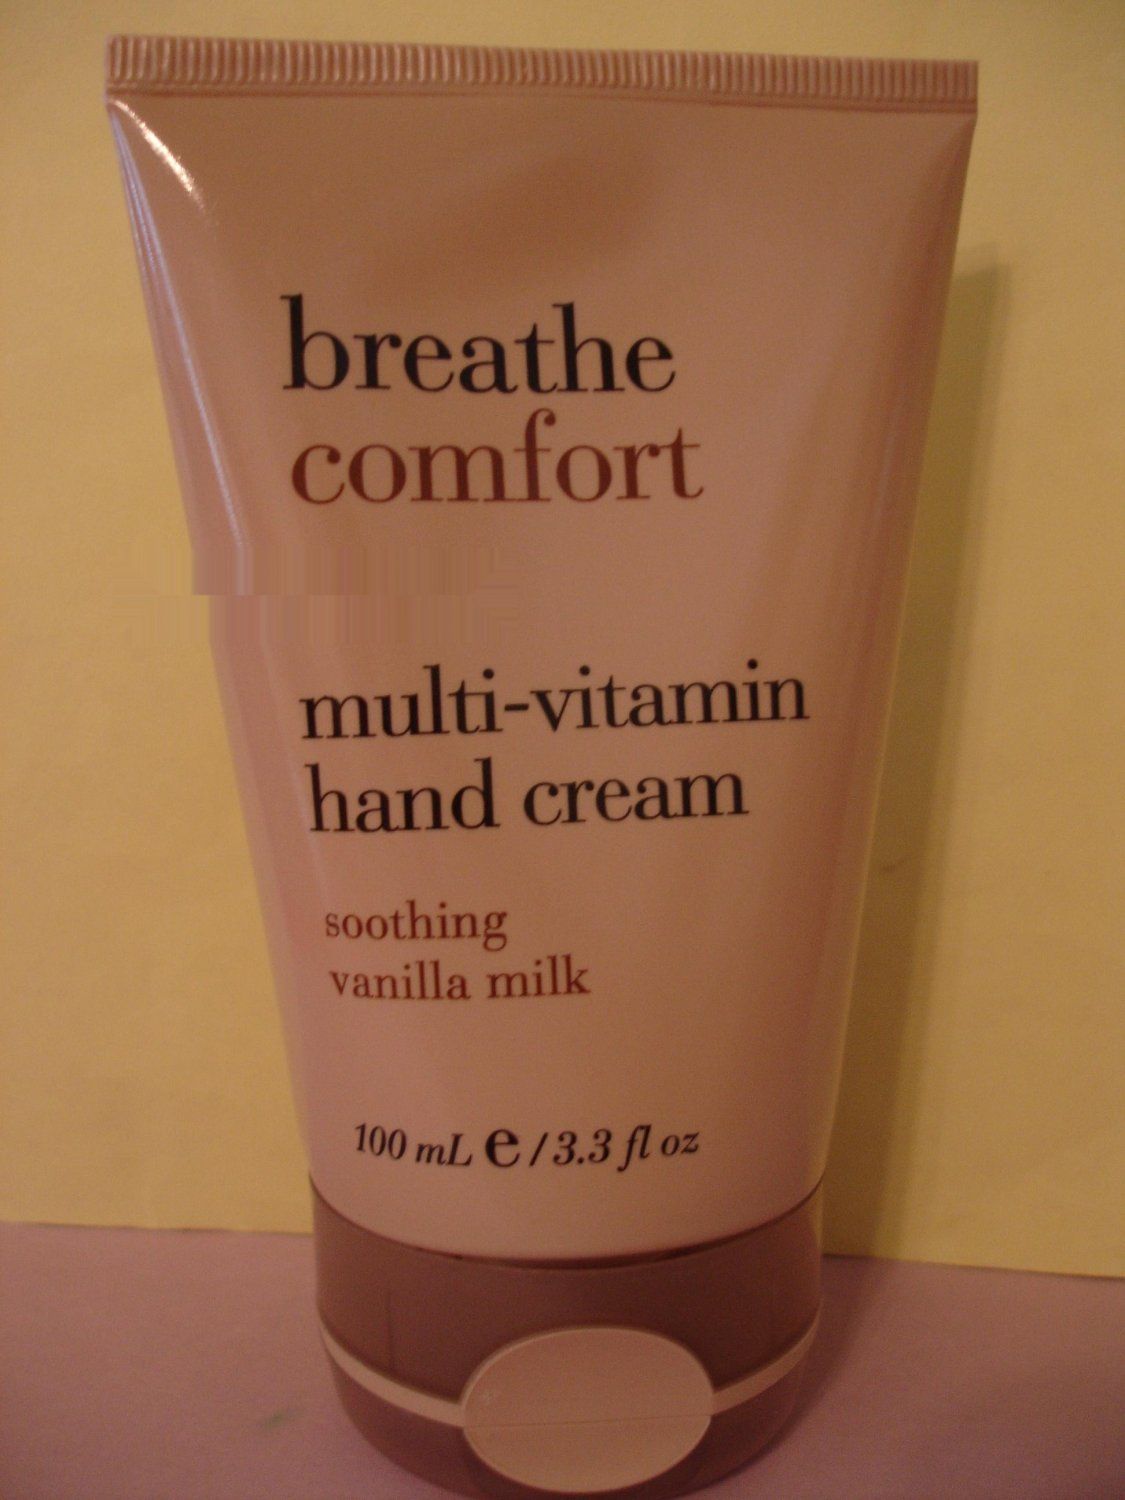 breathe
comfort
multi-vitamin
hand cream
soothing
vanilla milk
100 mL e / 3.3 fl oz